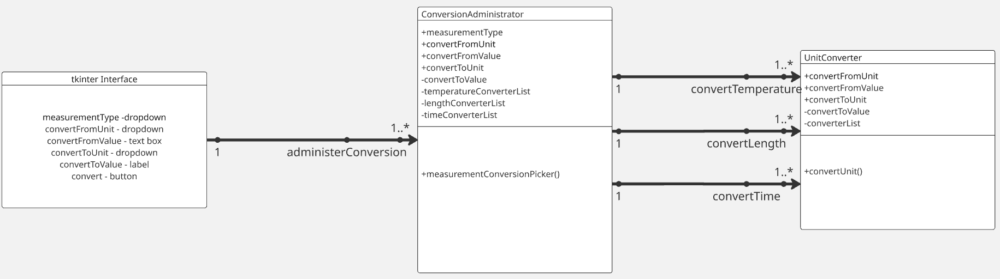 tkinter Interface
measurementType -dropdown
convertFromUnit - dropdown
convertFromValue - text box
convertToUnit - dropdown
convertToValue - label
convert - button
1
1..*
administerConversion
ConversionAdministrator
+measurementType
+convertFromUnit
+convertFromValue
+convertToUnit
-convertToValue
-temperatureConverterList
-lengthConverterList
-timeConverterList
+measurementConversionPicker()
1..*
1
convertTemperature
1..*
1
convertLength
1..*
1
convertTime
UnitConverter
+convertFromUnit
+convertFromValue
+convertToUnit
-convertToValue
-converterList
+convertUnit()